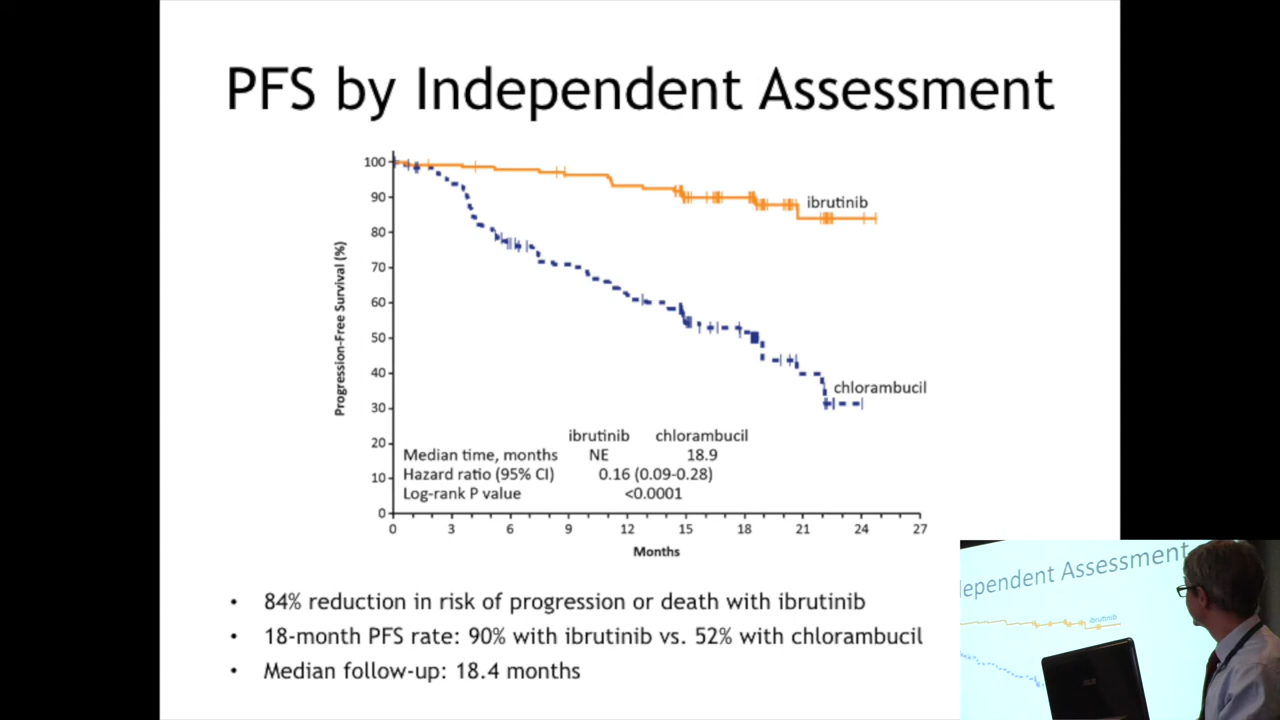 PFS by Independent Assessment
100
90
80
70
60
50
40
30
20
10
0
Progression-Free Survival (%)
ibrutinib
chlorambucil
ibrutinib chlorambucil
Median time, months NE 18.9
Hazard ratio (95% CI) 0.16 (0.09-0.28)
Log-rank P value <0.0001
0 3 6 9 12 15 18 21 24 27
Months
• 84% reduction in risk of progression or death with ibrutinib
• 18-month PFS rate: 90% with ibrutinib vs. 52% with chlorambucil
• Median follow-up: 18.4 months
dependent Assessment
ibrutinib
ASUS